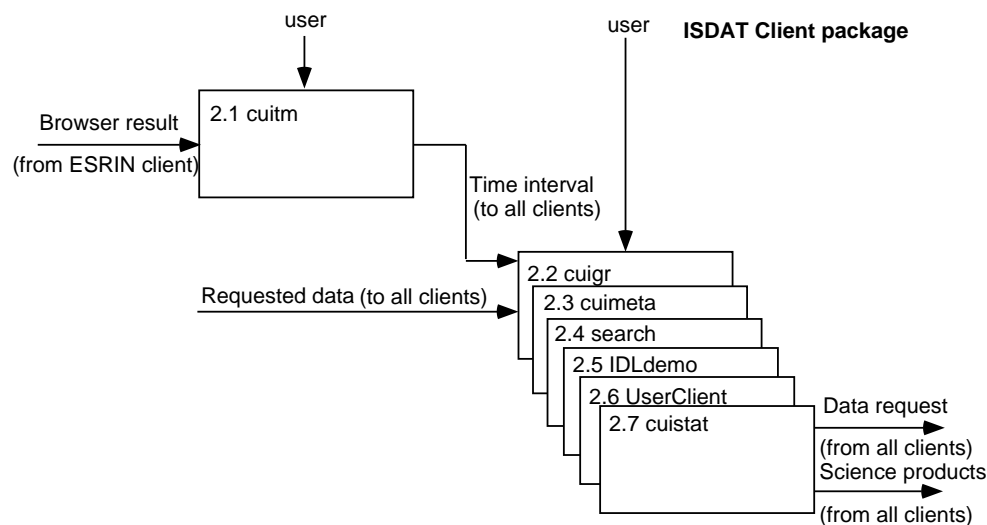 user
user
ISDAT Client package
2.1 cuitm
Browser result
(from ESRIN client)
Time interval
(to all clients)
2.2 cuigr
Requested data (to all clients)
2.3 cuimeta
2.4 search
2.5 IDLdemo
2.6 UserClient
2.7 cuistat
Data request
(from all clients)
Science products
(from all clients)